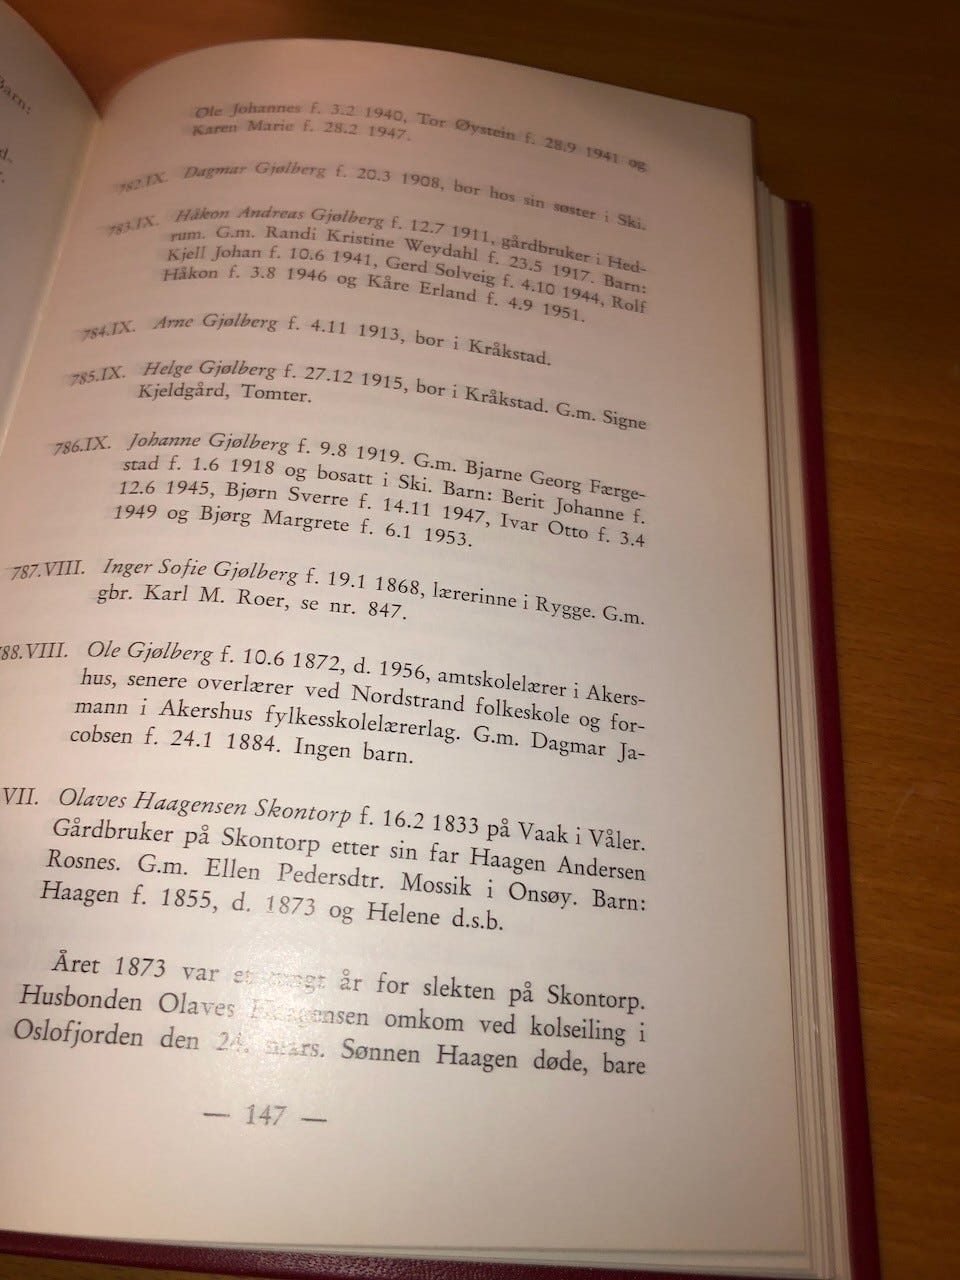 Barn:
Ole Johannes f. 3.2 1940, Tor Øystein f. 28.9 1941 og
Karen Marie f. 28.2 1947.
782.IX. Dagmar Gjølberg f. 20.3 1908, bor hos sin søster i Ski.
783.IX. Håkon Andreas Gjølberg f. 12.7 1911, gårdbruker i Hed-
rum. G.m. Randi Kristine Weydahl f. 23.5 1917. Barn:
Kjell Johan f. 10.6 1941, Gerd Solveig f. 4.10 1944, Rolf
Håkon f. 3.8 1946 og Kåre Erland f. 4.9 1951.
784.IX. Arne Gjølberg f. 4.11 1913, bor i Kråkstad.
785.IX. Helge Gjølberg f. 27.12 1915, bor i Kråkstad. G.m. Signe
Kjeldgård, Tomter.
786.IX. Johanne Gjølberg f. 9.8 1919. G.m. Bjarne Georg Færge-
stad f. 1.6 1918 og bosatt i Ski. Barn: Berit Johanne f.
12.6 1945, Bjørn Sverre f. 14.11 1947, Ivar Otto f. 3.4
1949 og Bjørg Margrete f. 6.1 1953.
787.VIII. Inger Sofie Gjølberg f. 19.1 1868, lærerinne i Rygge. G.m.
gbr. Karl M. Roer, se nr. 847.
88.VIII. Ole Gjølberg f. 10.6 1872, d. 1956, amtskolelærer i Akers-
hus, senere overlærer ved Nordstrand folkeskole og for-
mann i Akershus fylkesskolelærerlag. G.m. Dagmar Ja-
cobsen f. 24.1 1884. Ingen barn.
VII. Olaves Haagensen Skontorp f. 16.2 1833 på Vaak i Våler.
Gårdbruker på Skontorp etter sin far Haagen Andersen
Rosnes. G.m. Ellen Pedersdtr. Mossik i Onsøy. Barn:
Haagen f. 1855, d. 1873 og Helene d.s.b.
Året 1873 var et tungt år for slekten på Skontorp.
Husbonden Olaves Haagensen omkom ved kolseiling i
Oslofjorden den 24. mars. Sønnen Haagen døde, bare
— 147 —